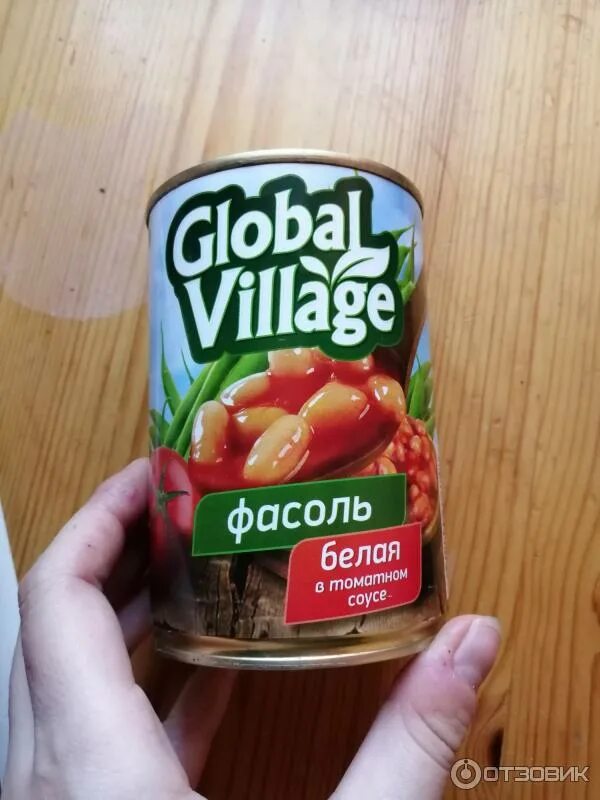 Global
Village
фасоль
белая
в томатном
соусе
ОТЗОВИК